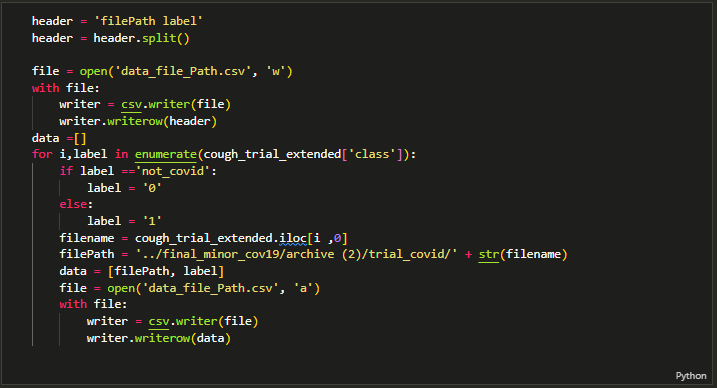 header = 'filePath label'
header = header.split()
file = open('data_file_Path.csv', 'w')
with file:
writer = csv.writer(file)
writer.writerow(header)
data =[]
for i,label in enumerate(cough_trial_extended['class']):
if label =='not_covid':
label = '0'
else:
label = '1'
filename = cough_trial_extended.iloc[i ,0]
filePath = '../final_minor_cov19/archive (2)/trial_covid/' + str(filename)
data = [filePath, label]
file = open('data_file_Path.csv', 'a')
with file:
writer = csv.writer(file)
writer.writerow(data)
Python